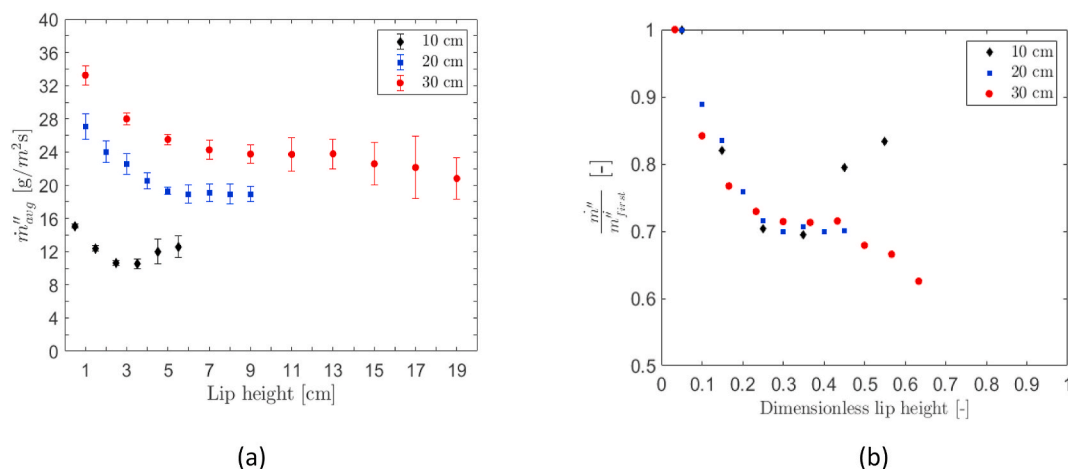 40
36
32
28
24
20
16
12
8
4
0
1 3 5 7 9 11 13 15 17 19
ṁ″avg [g/m²s]
Lip height [cm]
10 cm
20 cm
30 cm
(a)
1
0.9
0.8
0.7
0.6
0.5
0 0.1 0.2 0.3 0.4 0.5 0.6 0.7 0.8 0.9 1
ṁ″/ṁ″first [-]
Dimensionless lip height [-]
10 cm
20 cm
30 cm
(b)